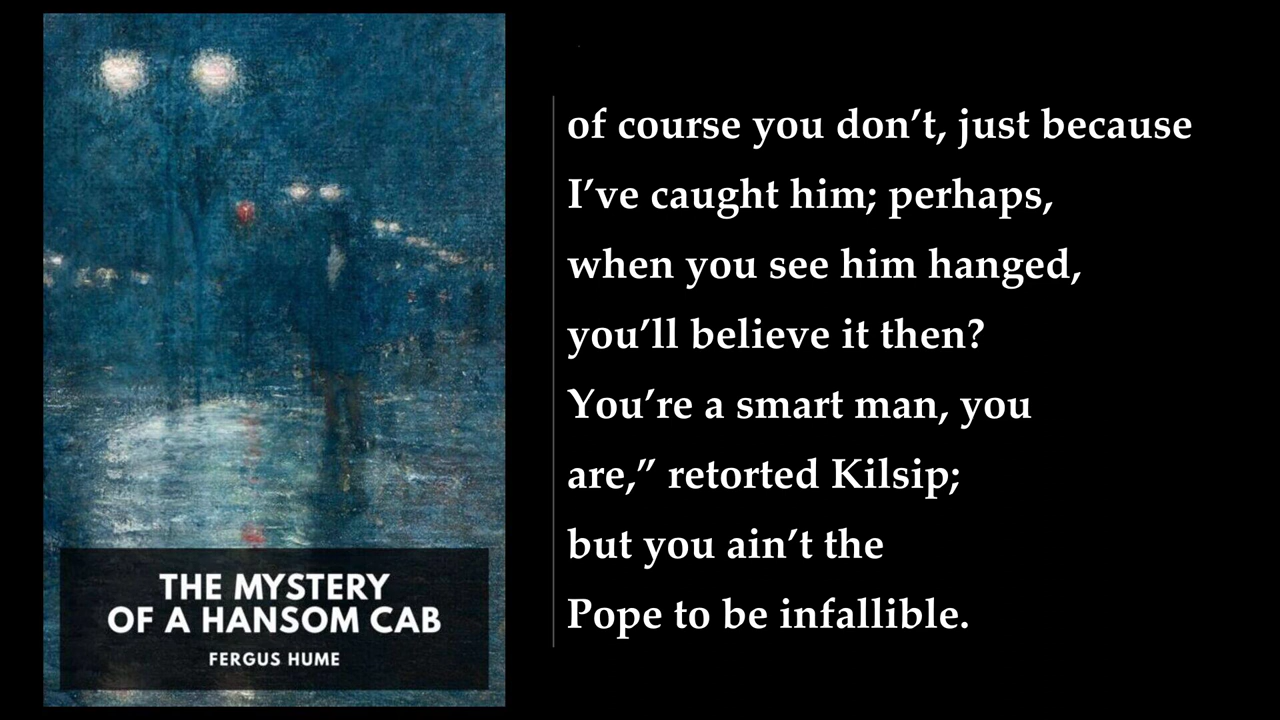 of course you don’t, just because
I’ve caught him; perhaps,
when you see him hanged,
you’ll believe it then?
You’re a smart man, you
are,” retorted Kilsip;
but you ain’t the
Pope to be infallible.
THE MYSTERY
OF A HANSOM CAB
FERGUS HUME